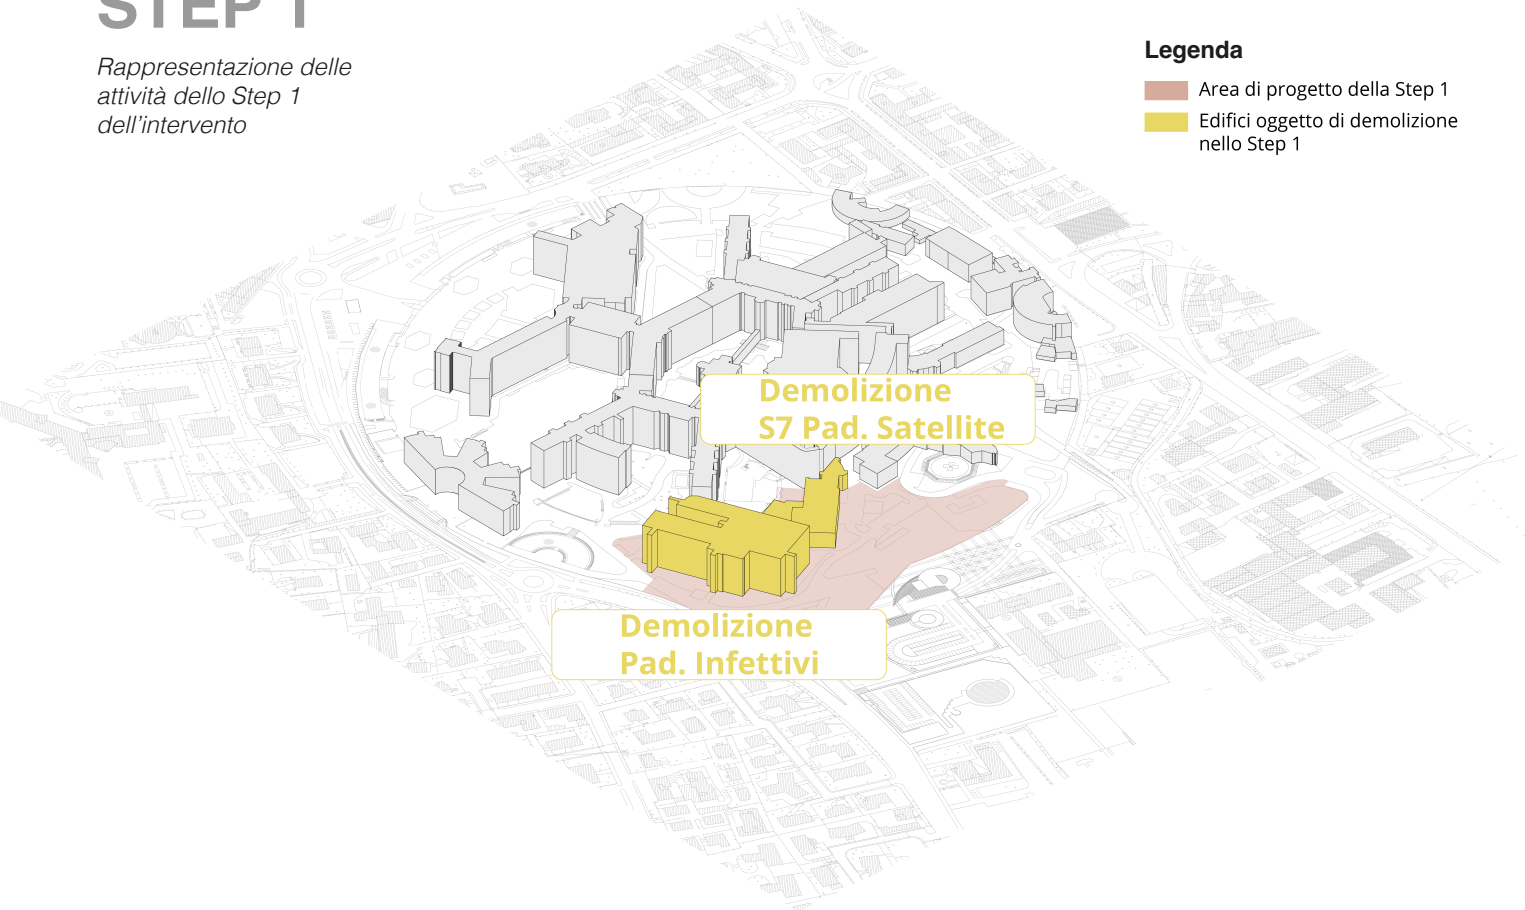 STEP 1
Rappresentazione delle
attività dello Step 1
dell'intervento
Legenda
Area di progetto della Step 1
Edifici oggetto di demolizione
nello Step 1
Demolizione
S7 Pad. Satellite
Demolizione
Pad. Infettivi